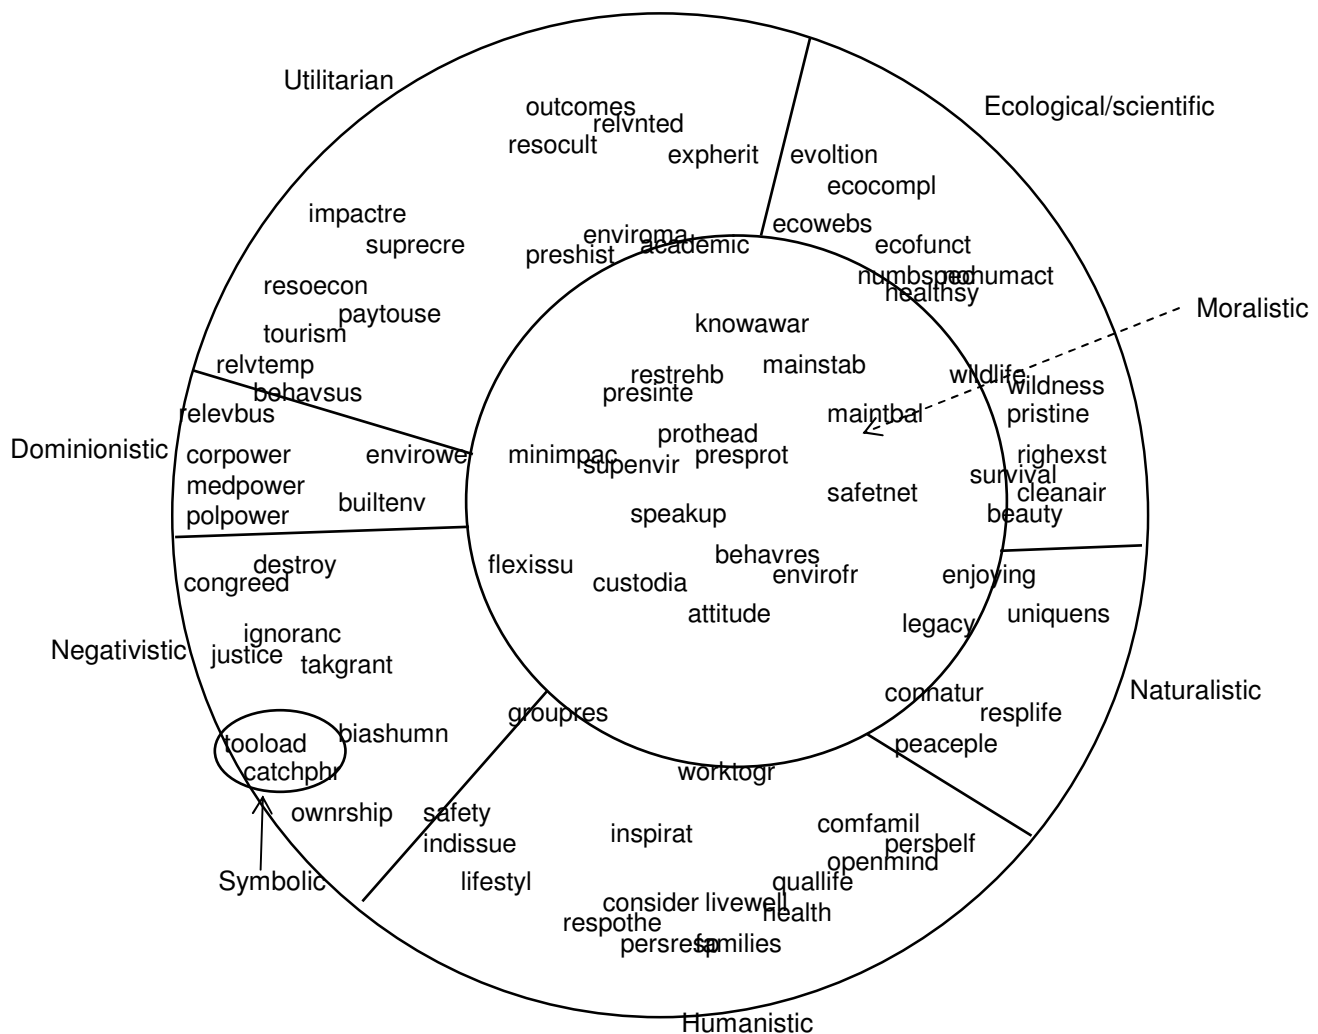 Utilitarian
outcomes
Ecological/scientific
relvnted
resocult
expherit
evoltion
ecocompl
impactre
ecowebs
enviroma
suprecre
academic
ecofunct
preshist
numbsped
nohumact
resoecon
healthsy
Moralistic
paytouse
knowawar
tourism
relvtemp
mainstab
restrehb
wildlife
behavsus
presinte
wildness
relevbus
maintbal
pristine
prothead
Dominionistic
corpower
envirowe
minimpac
presprot
righexst
supenvir
survival
medpower
safetnet
cleanair
builtenv
polpower
speakup
beauty
behavres
destroy
flexissu
envirofr
enjoying
congreed
custodia
attitude
uniquens
legacy
ignoranc
Negativistic
justice
takgrant
connatur
Naturalistic
groupres
resplife
biashumn
tooload
peaceple
catchphr
worktogr
ownrship
safety
comfamil
inspirat
indissue
persbelf
openmind
Symbolic
lifestyl
quallife
consider
livewell
health
respothe
persresp
families
Humanistic